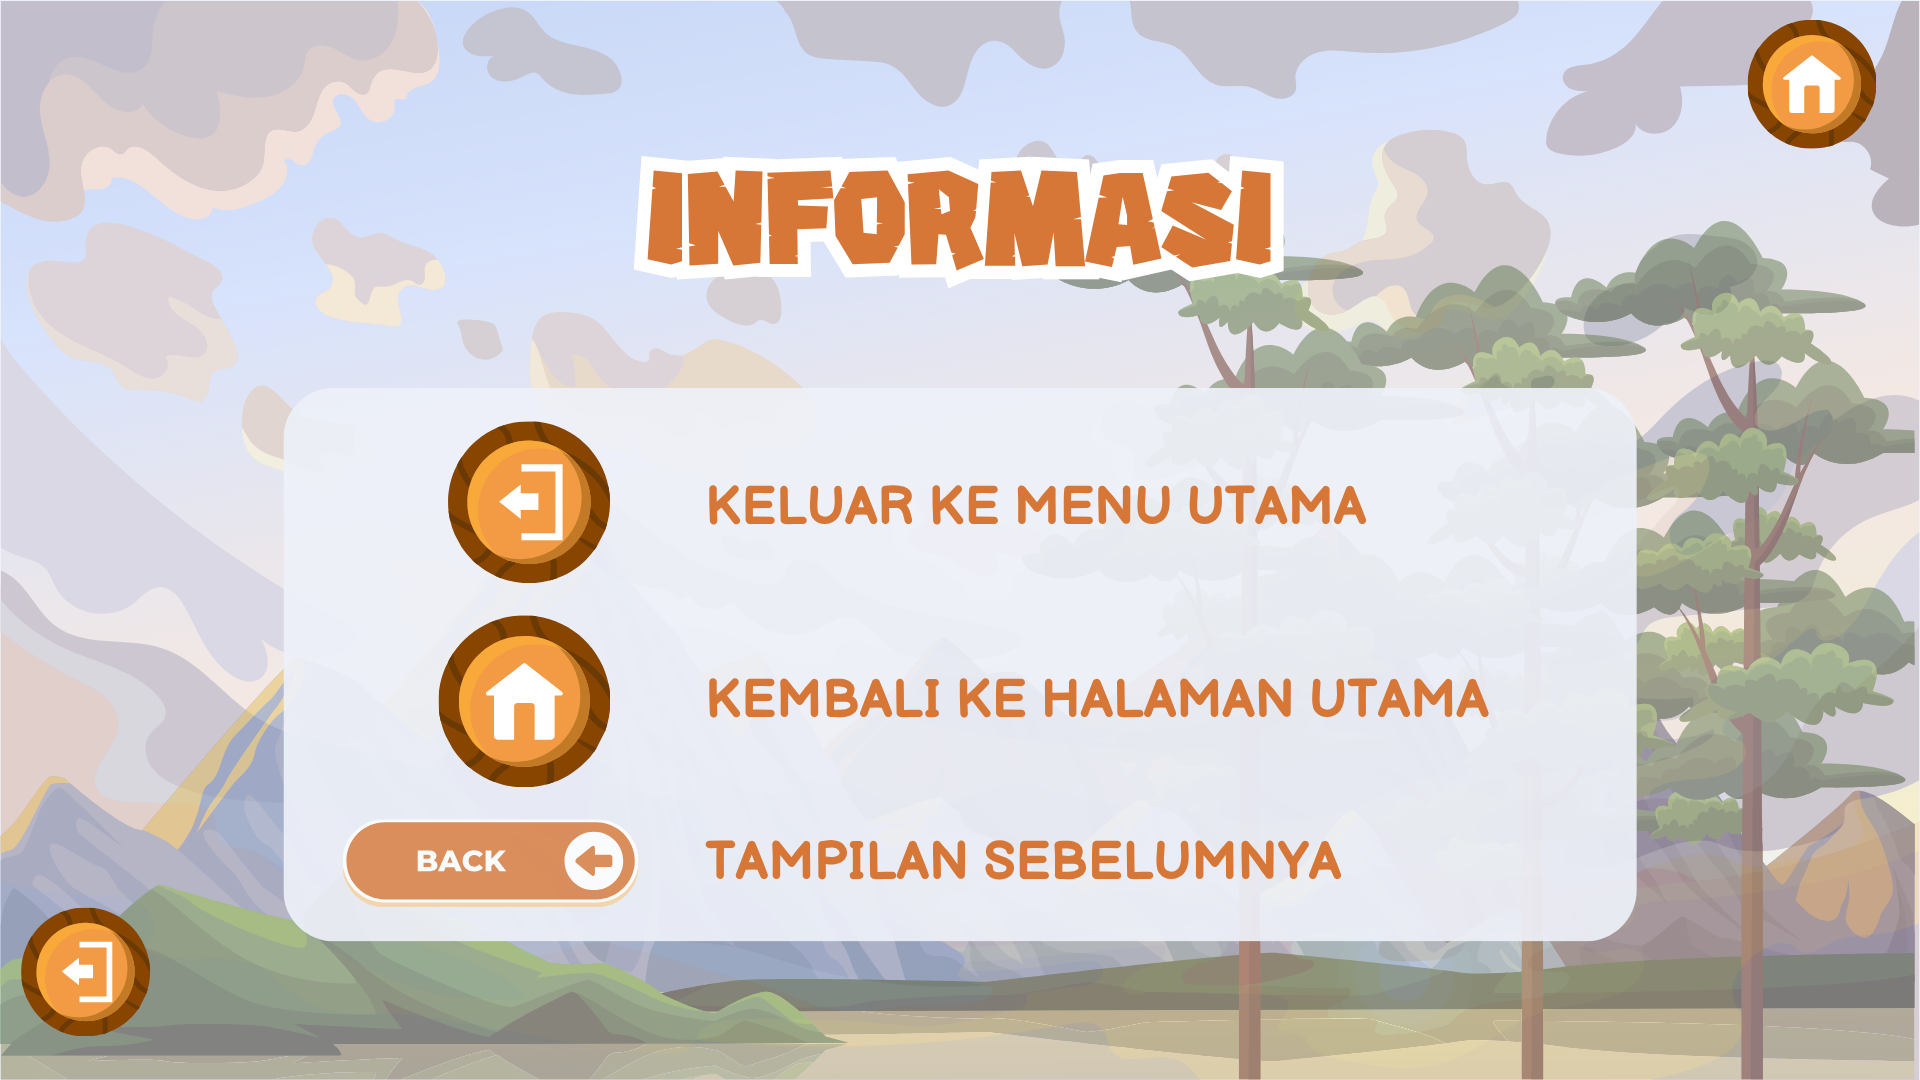 INFORMASI
KELUAR KE MENU UTAMA
KEMBALI KE HALAMAN UTAMA
BACK
TAMPILAN SEBELUMNYA